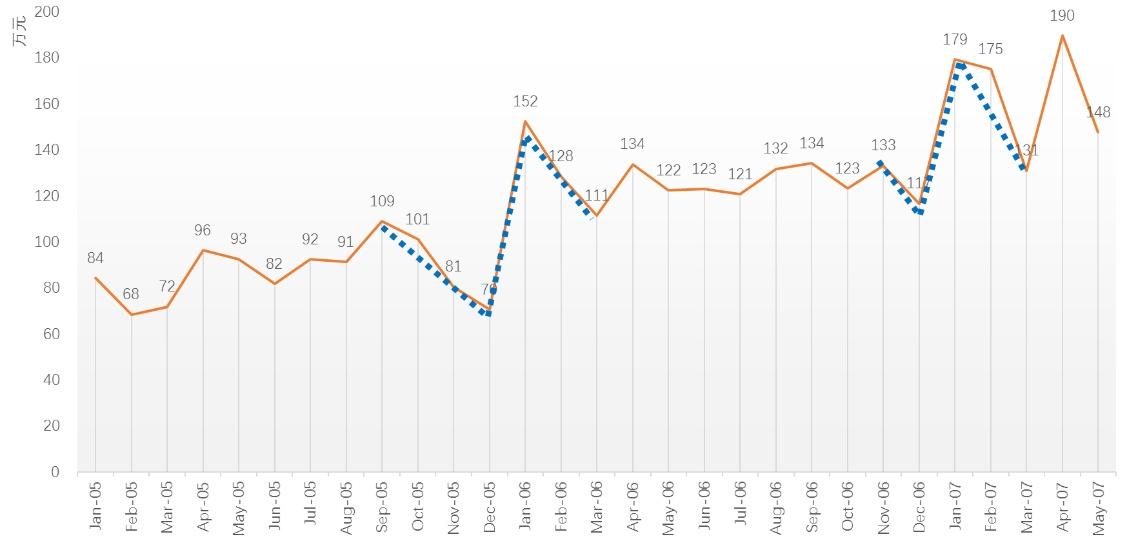 万元
200
180
160
140
120
100
80
60
40
20
0
84
68
72
96
93
82
92
91
109
101
81
152
128
111
134
122
123
121
132
134
123
133
179
175
131
190
148
Jan-05
Feb-05
Mar-05
Apr-05
May-05
Jun-05
Jul-05
Aug-05
Sep-05
Oct-05
Nov-05
Dec-05
Jan-06
Feb-06
Mar-06
Apr-06
May-06
Jun-06
Jul-06
Aug-06
Sep-06
Oct-06
Nov-06
Dec-06
Jan-07
Feb-07
Mar-07
Apr-07
May-07